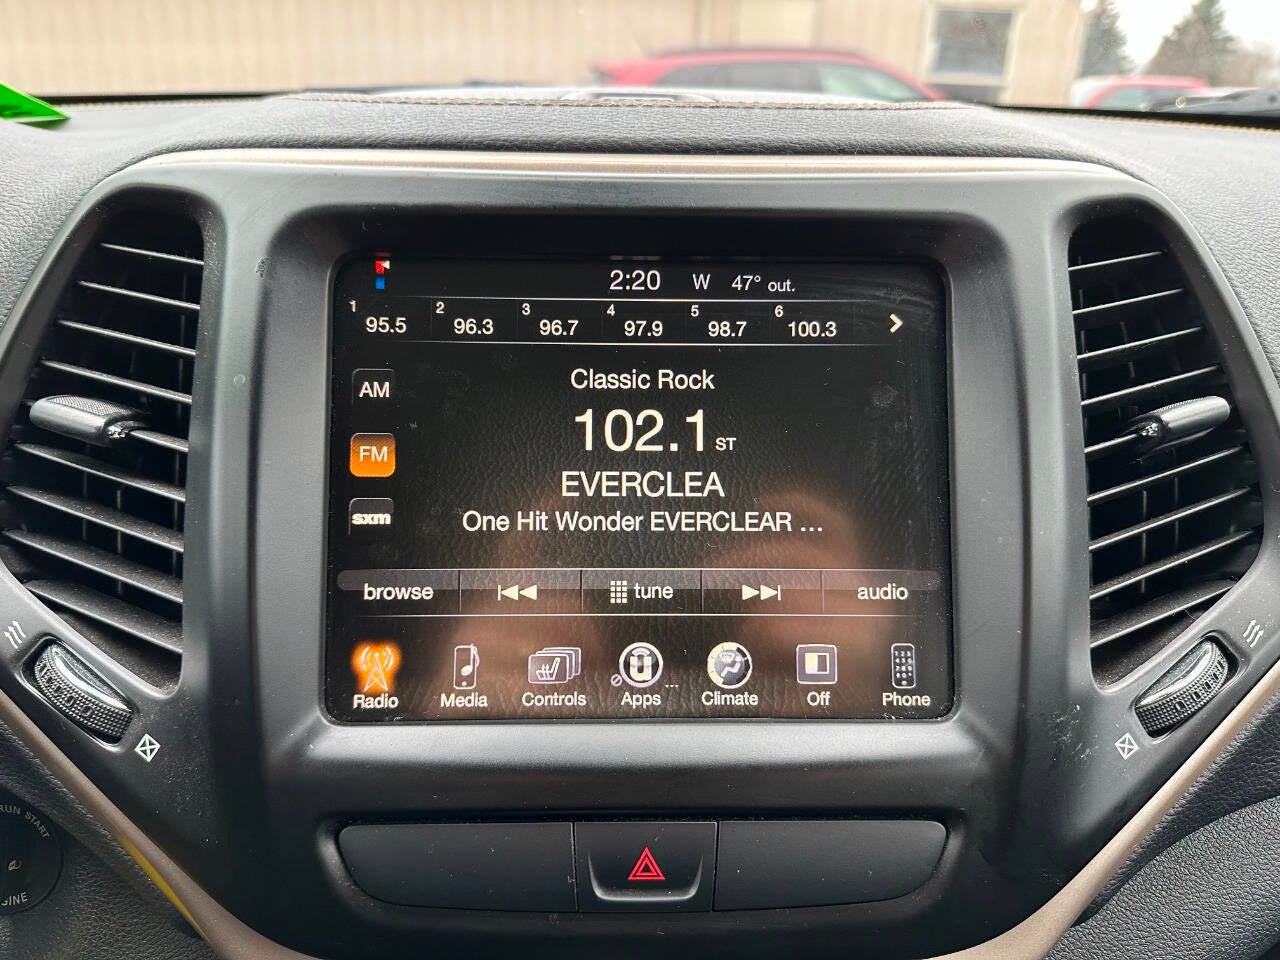 2:20 W 47° out.
1 95.5 2 96.3 3 96.7 4 97.9 5 98.7 6 100.3
AM
FM
sxm
Classic Rock
102.1 ST
EVERCLEA
One Hit Wonder EVERCLEAR ...
browse tune audio
Radio Media Controls Apps ... Climate Off Phone
RUN START